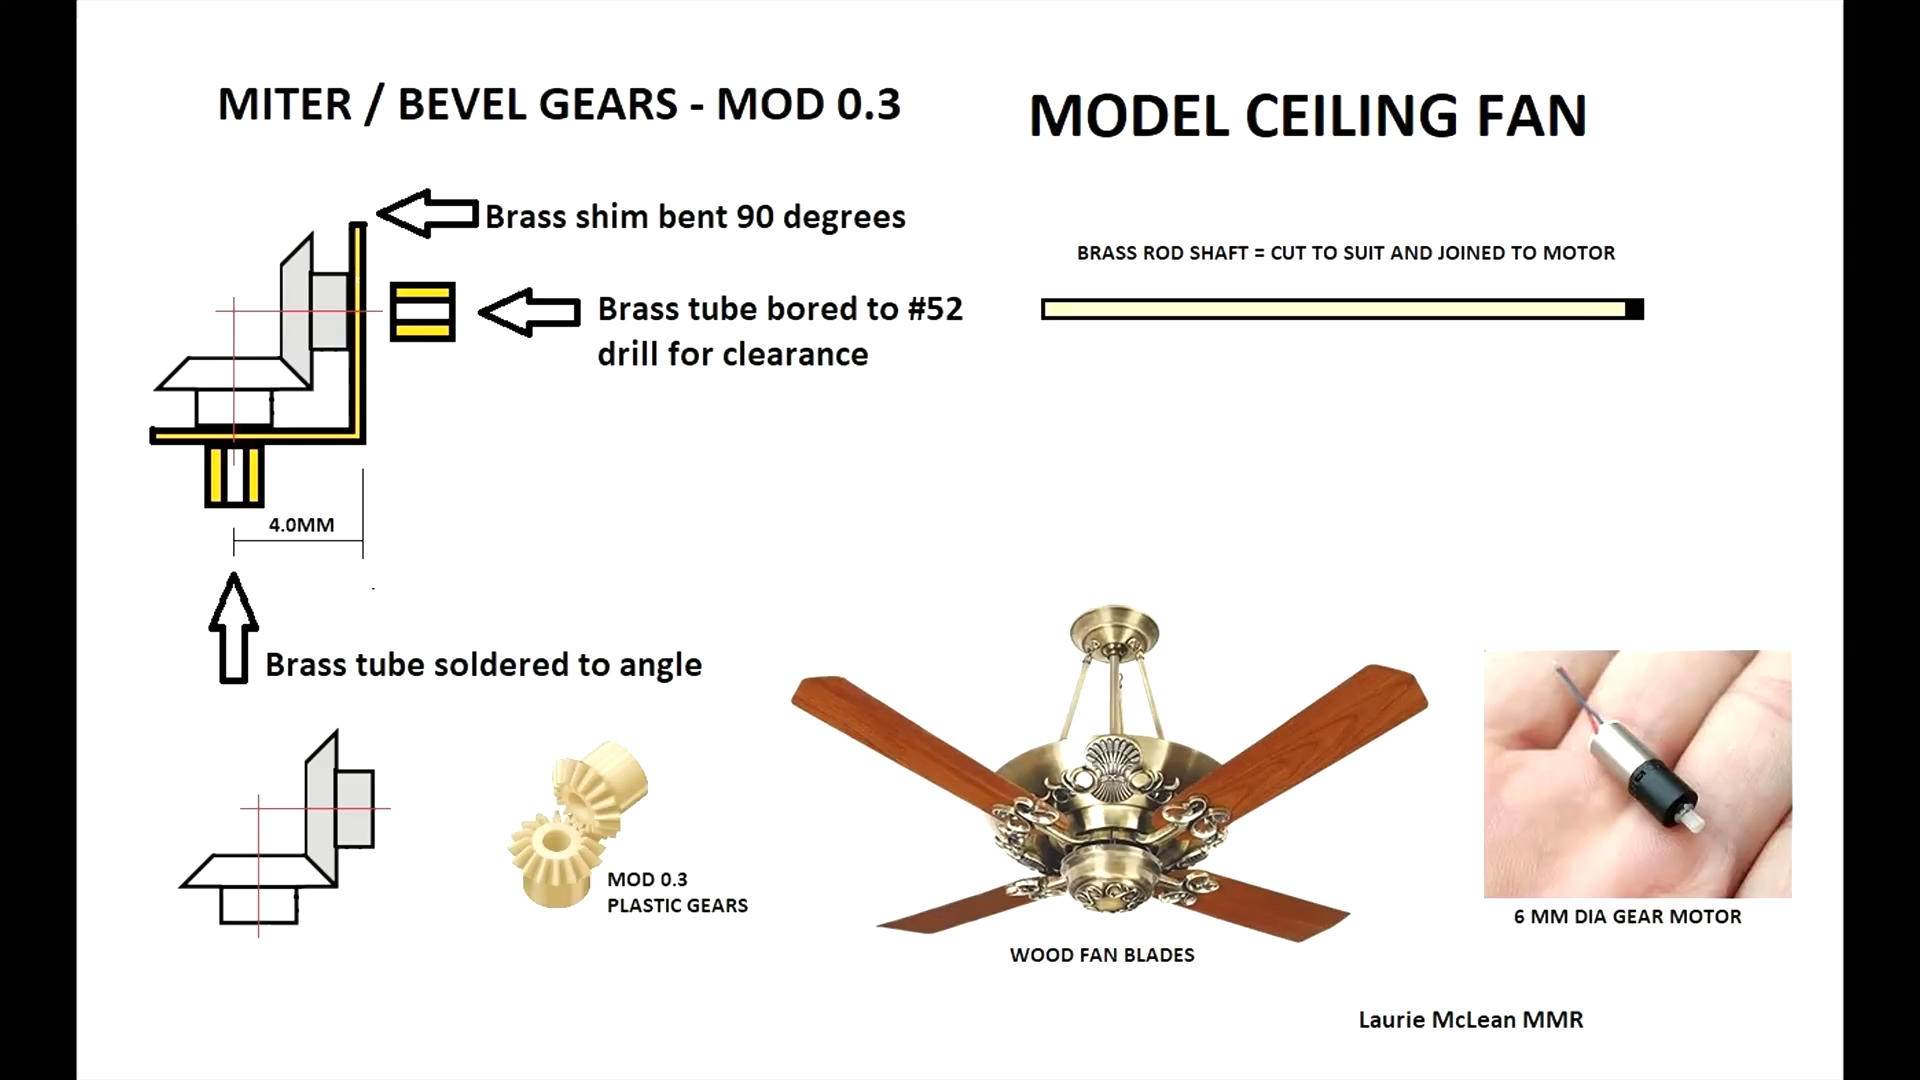 MITER / BEVEL GEARS - MOD 0.3
MODEL CEILING FAN
Brass shim bent 90 degrees
BRASS ROD SHAFT = CUT TO SUIT AND JOINED TO MOTOR
Brass tube bored to #52
drill for clearance
4.0MM
Brass tube soldered to angle
MOD 0.3
PLASTIC GEARS
WOOD FAN BLADES
6 MM DIA GEAR MOTOR
Laurie McLean MMR